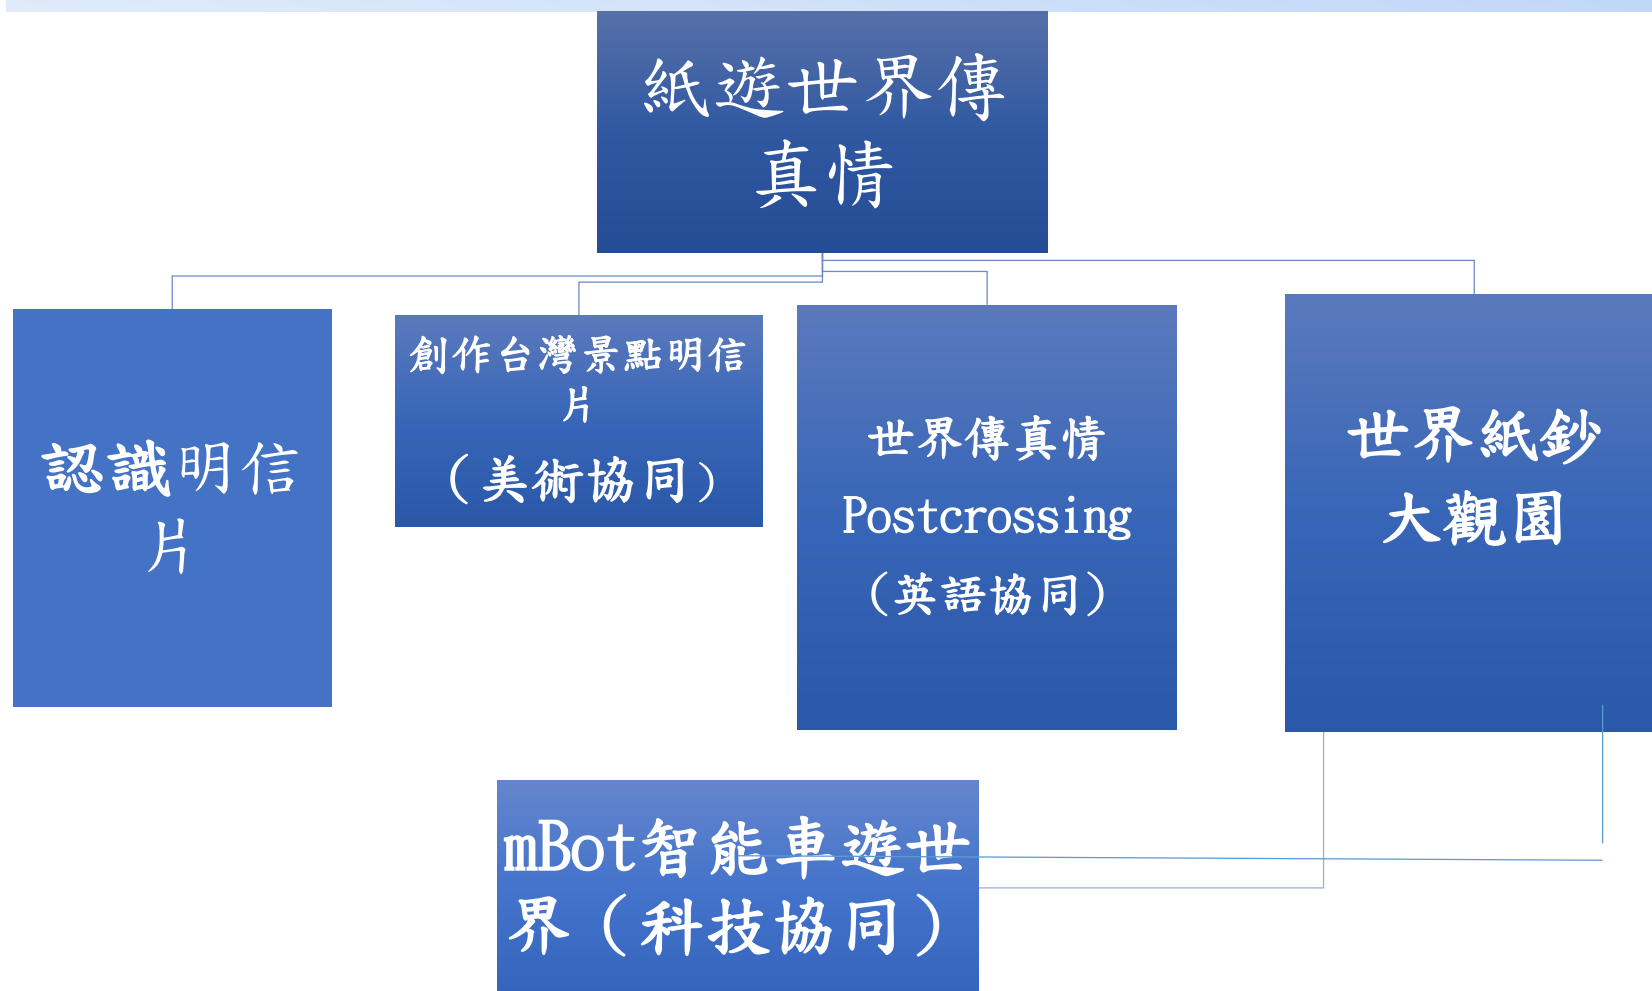 紙遊世界傳
真情
認識明信
片
創作台灣景點明信
片
（美術協同）
世界傳真情
Postcrossing
(英語協同)
世界紙鈔
大觀園
mBot智能車遊世
界（科技協同）